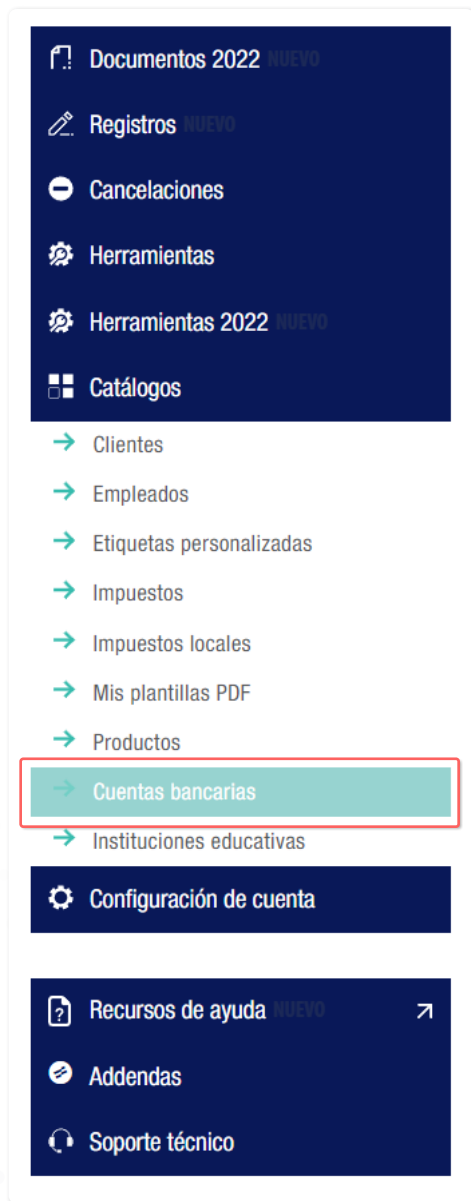 Documentos 2022 NUEVO
Registros NUEVO
Cancelaciones
Herramientas
Herramientas 2022 NUEVO
Catálogos
Clientes
Empleados
Etiquetas personalizadas
Impuestos
Impuestos locales
Mis plantillas PDF
Productos
Cuentas bancarias
Instituciones educativas
Configuración de cuenta
Recursos de ayuda NUEVO
Addendas
Soporte técnico